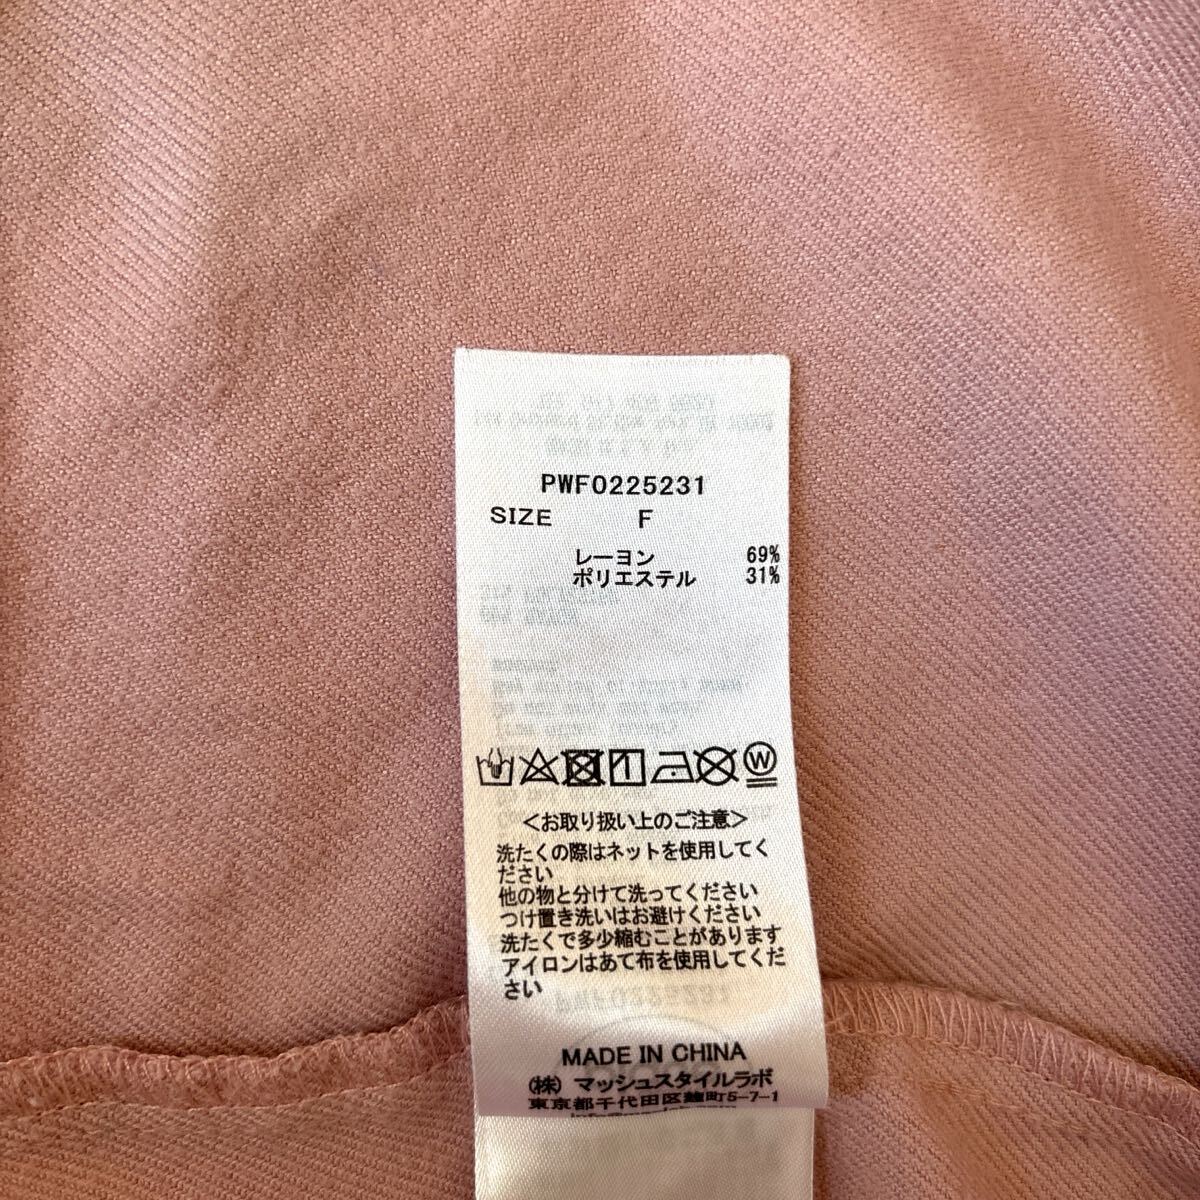 PWF0225231
SIZE F
レーヨン 69%
ポリエステル 31%
<お取り扱い上のご注意>
洗たくの際はネットを使用してく
ださい
他の物と分けて洗ってください
つけ置き洗いはお避けください
洗たくで多少縮むことがあります
アイロンはあて布を使用してくだ
さい
MADE IN CHINA
(株) マッシュスタイルラボ
東京都千代田区麹町5-7-1